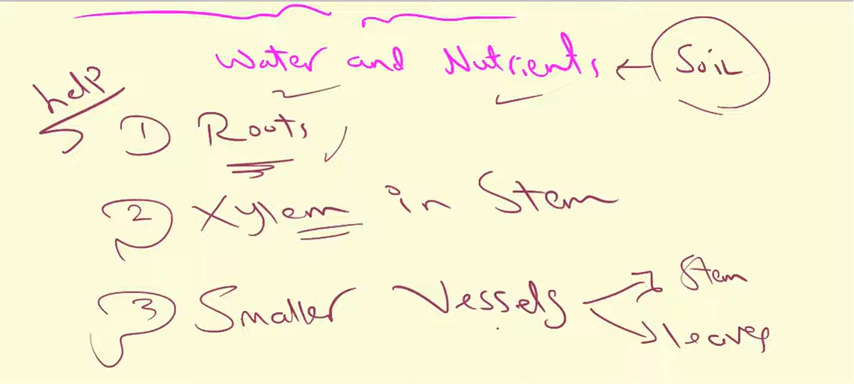 Water and Nutrients ← Soil
help
1 Roots
2 Xylem in Stem
3 Smaller Vessels
Stem
leaves